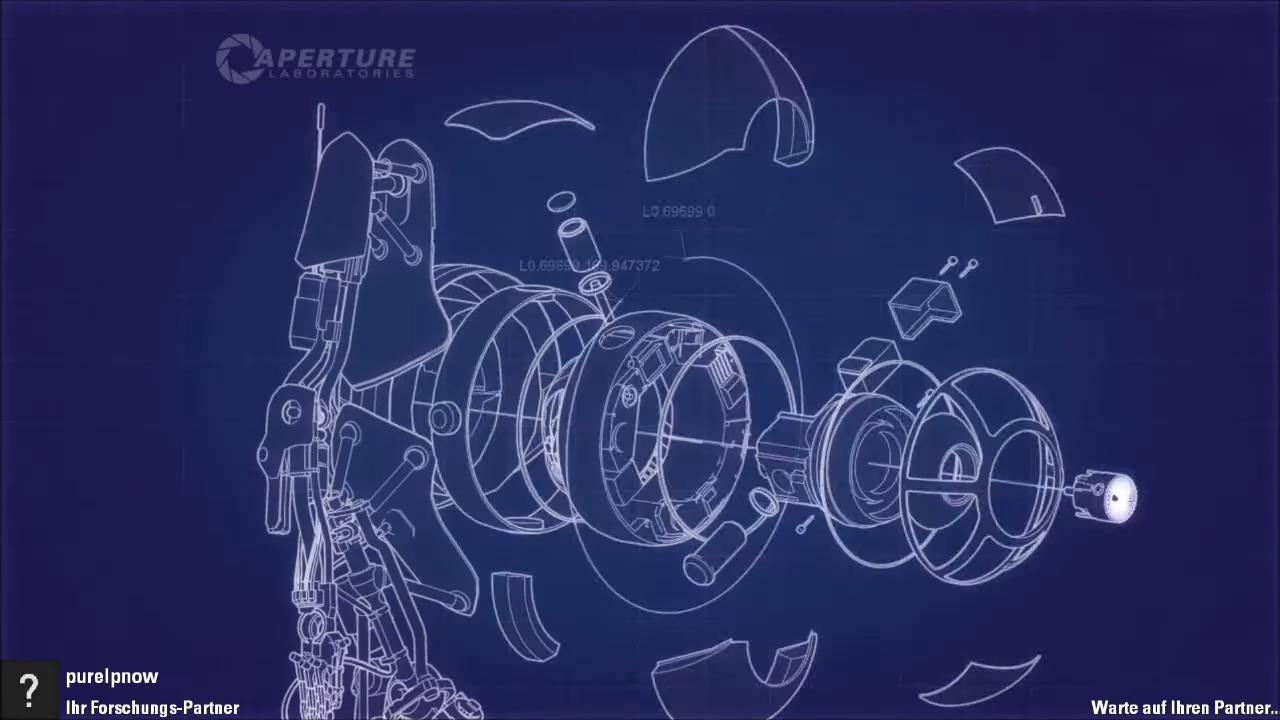 APERTURE
LABORATORIES
L0.69699 0
purelpnow
Ihr Forschungs-Partner
Warte auf Ihren Partner..